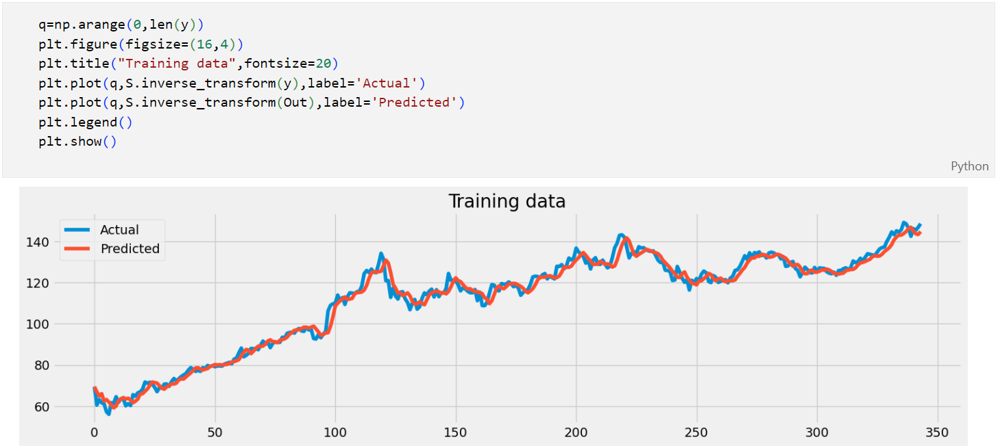 q=np.arange(0,len(y))
plt.figure(figsize=(16,4))
plt.title("Training data",fontsize=20)
plt.plot(q,S.inverse_transform(y),label='Actual')
plt.plot(q,S.inverse_transform(Out),label='Predicted')
plt.legend()
plt.show()
Python
Training data
Actual
Predicted
140
120
100
80
60
0 50 100 150 200 250 300 350